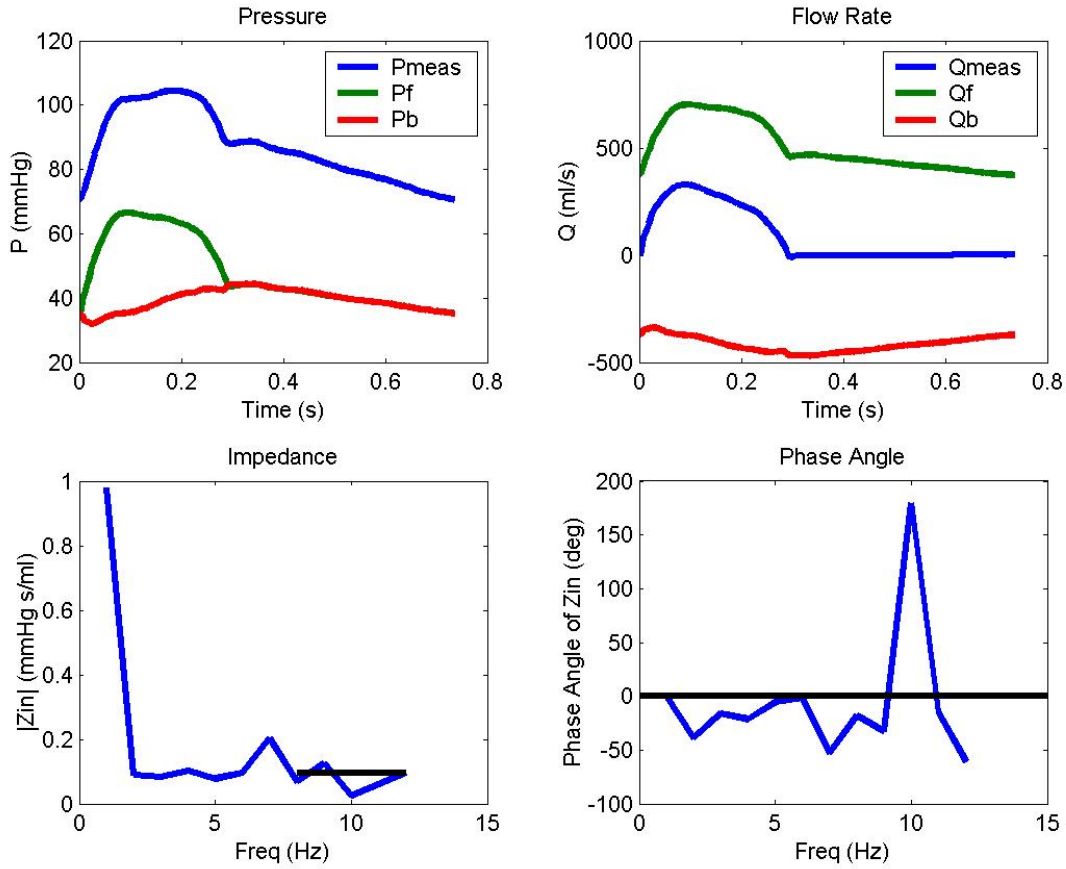 Pressure
120
100
80
60
40
20
P (mmHg)
Pmeas
Pf
Pb
0
0.2
0.4
0.6
0.8
Time (s)
Flow Rate
1000
500
0
-500
Q (ml/s)
Qmeas
Qf
Qb
0
0.2
0.4
0.6
0.8
Time (s)
Impedance
1
0.8
0.6
0.4
0.2
0
|Zin| (mmHg s/ml)
0
5
10
15
Freq (Hz)
Phase Angle
200
150
100
50
0
-50
-100
Phase Angle of Zin (deg)
0
5
10
15
Freq (Hz)